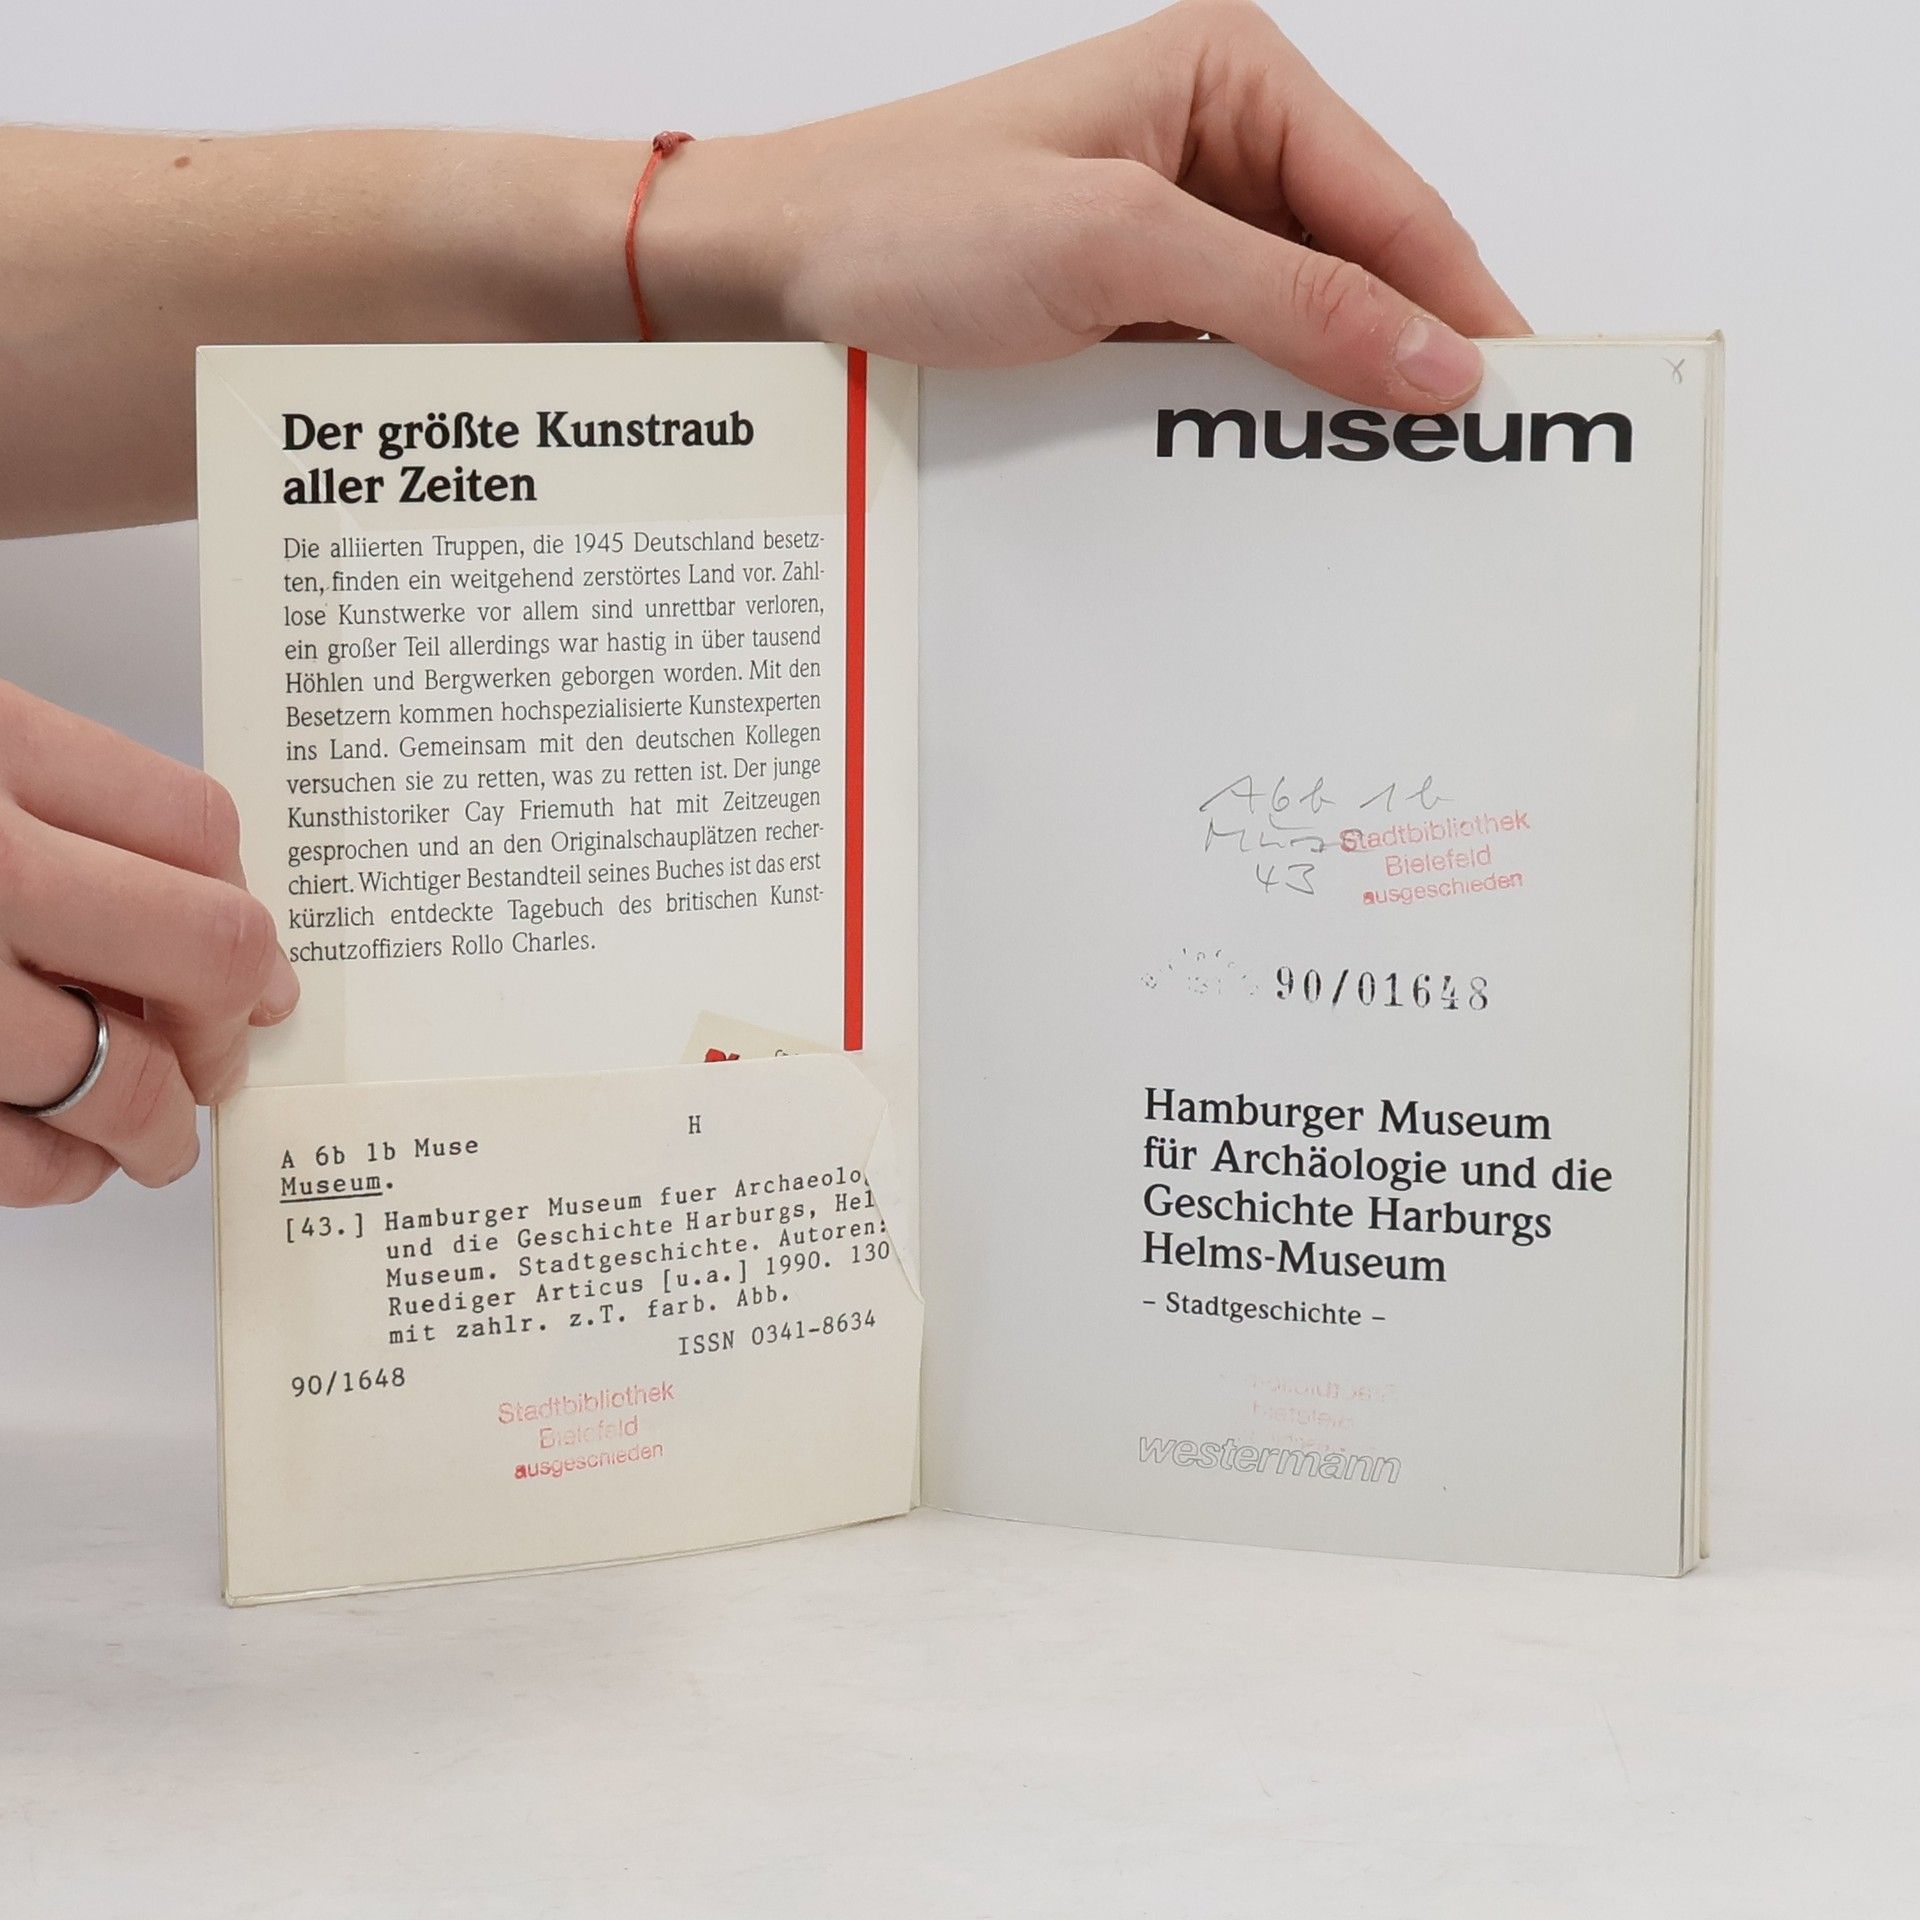 Der größte Kunstraub
aller Zeiten
Die alliierten Truppen, die 1945 Deutschland besetz-
ten, finden ein weitgehend zerstörtes Land vor. Zahl-
lose Kunstwerke vor allem sind unrettbar verloren,
ein großer Teil allerdings war hastig in über tausend
Höhlen und Bergwerken geborgen worden. Mit den
Besetzern kommen hochspezialisierte Kunstexperten
ins Land. Gemeinsam mit den deutschen Kollegen
versuchen sie zu retten, was zu retten ist. Der junge
Kunsthistoriker Cay Friemuth hat mit Zeitzeugen
gesprochen und an den Originalschauplätzen recher-
chiert. Wichtiger Bestandteil seines Buches ist das erst
kürzlich entdeckte Tagebuch des britischen Kunst-
schutzoffiziers Rollo Charles.
H
A 6b 1b Muse
Museum.
[43.] Hamburger Museum fuer Archaeolo
und die Geschichte Harburgs, Hel
Museum. Stadtgeschichte. Autoren:
Ruediger Articus [u.a.] 1990. 130
mit zahlr. z.T. farb. Abb.
ISSN 0341-8634
90/1648
Stadtbibliothek
Bielefeld
ausgeschieden
museum
A 6b 1b
43
Stadtbibliothek
Bielefeld
ausgeschieden
90/01648
Hamburger Museum
für Archäologie und die
Geschichte Harburgs
Helms-Museum
– Stadtgeschichte –
westermann